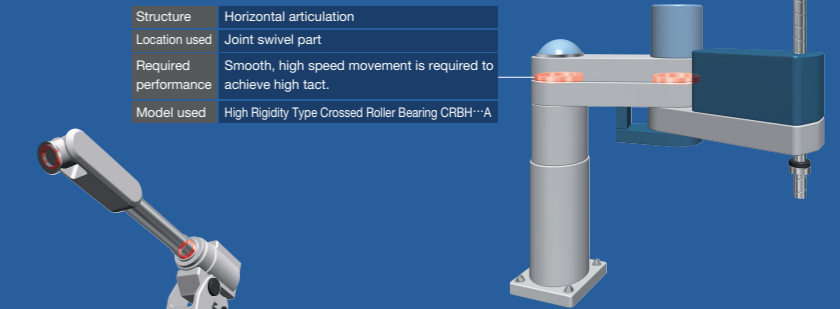 Structure Horizontal articulation
Location used Joint swivel part
Required performance Smooth, high speed movement is required to
achieve high tact.
Model used High Rigidity Type Crossed Roller Bearing CRBH···A